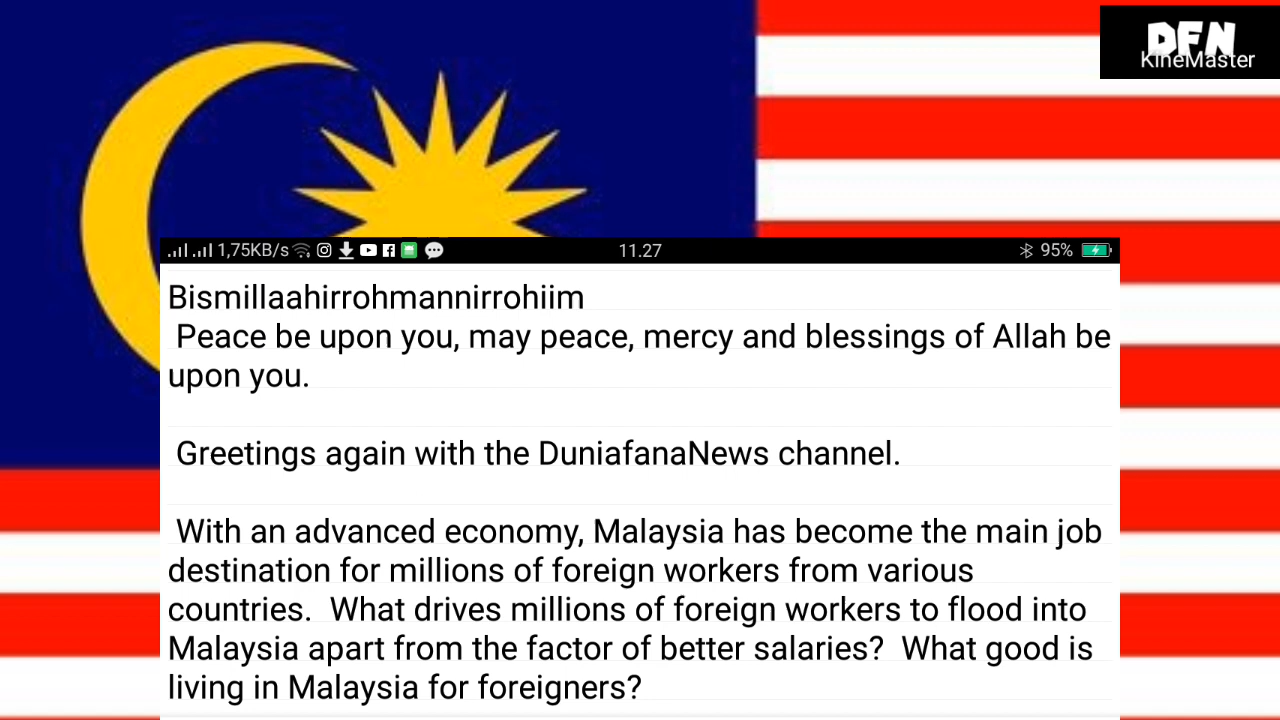 DFN
KineMaster
1,75KB/s
11.27
95%
Bismillaahirrohmannirrohiim
Peace be upon you, may peace, mercy and blessings of Allah be
upon you.
Greetings again with the DuniafanaNews channel.
With an advanced economy, Malaysia has become the main job
destination for millions of foreign workers from various
countries.  What drives millions of foreign workers to flood into
Malaysia apart from the factor of better salaries?  What good is
living in Malaysia for foreigners?